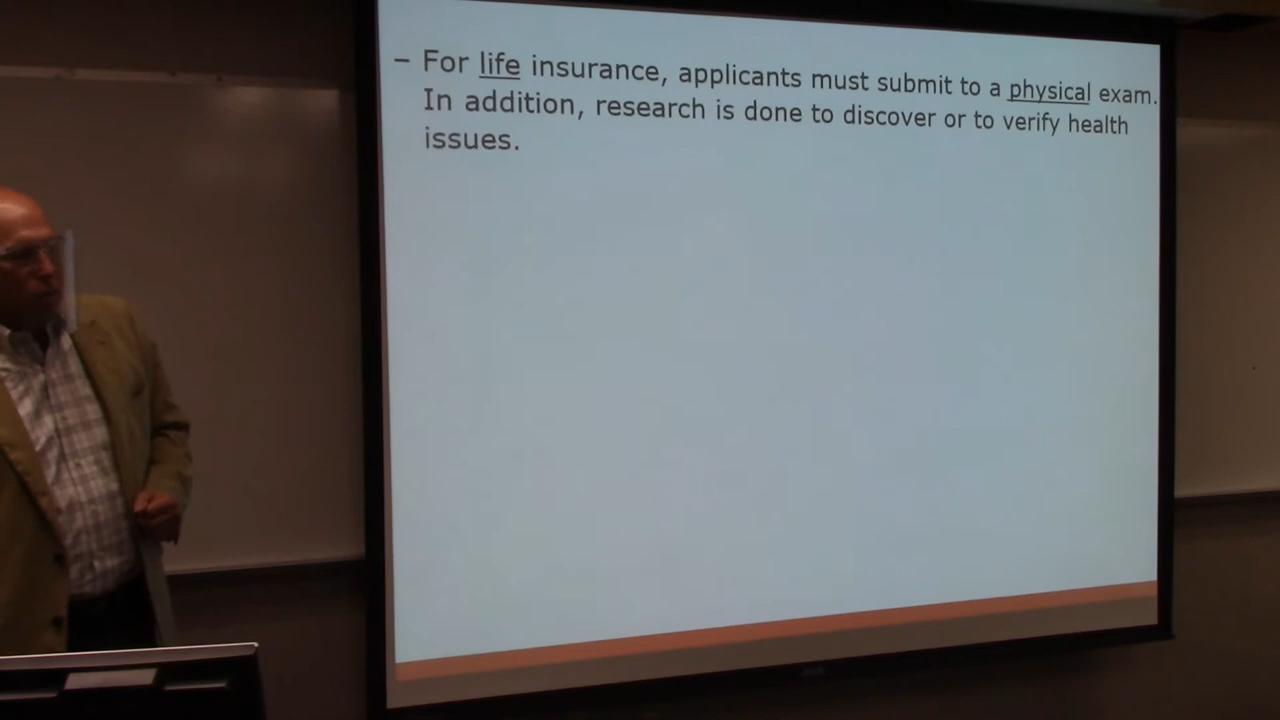 – For life insurance, applicants must submit to a physical exam.
In addition, research is done to discover or to verify health
issues.